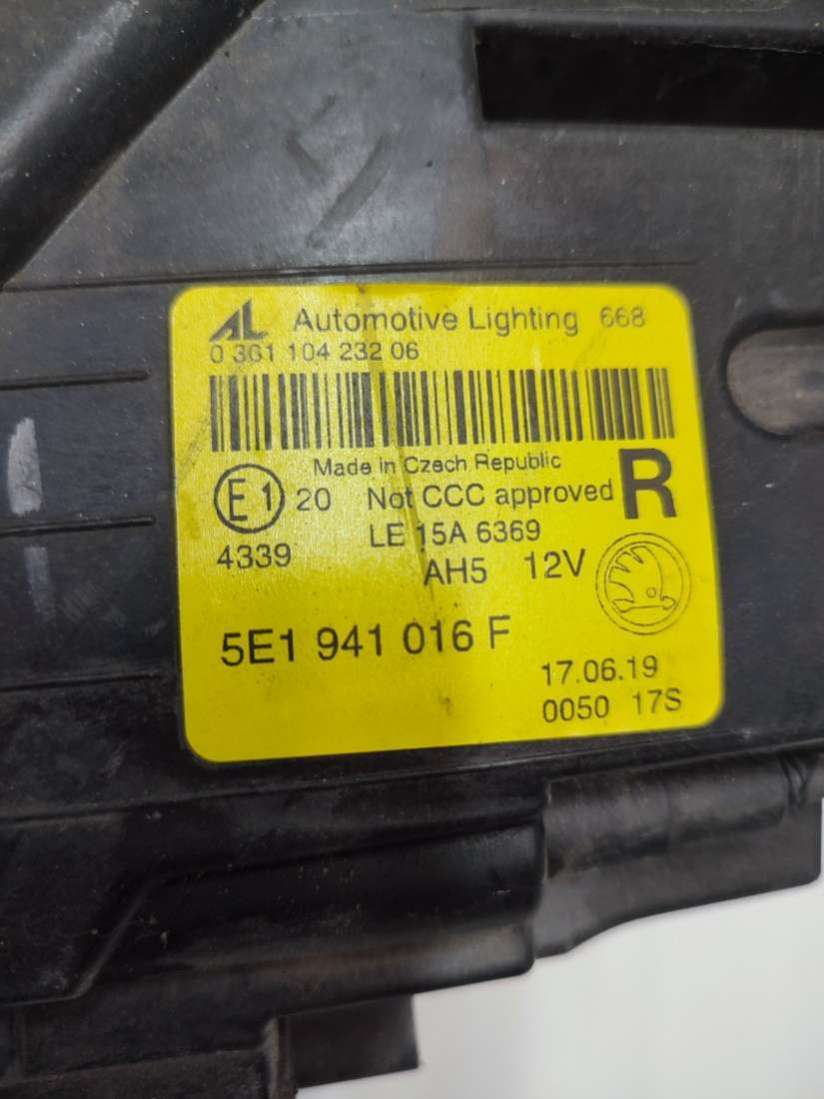 AL Automotive Lighting 668
0 301 104 232 06
Made in Czech Republic
E1 20 Not CCC approved R
4339 LE 15A 6369
AH5 12V
5E1 941 016 F
17.06.19
0050 17S